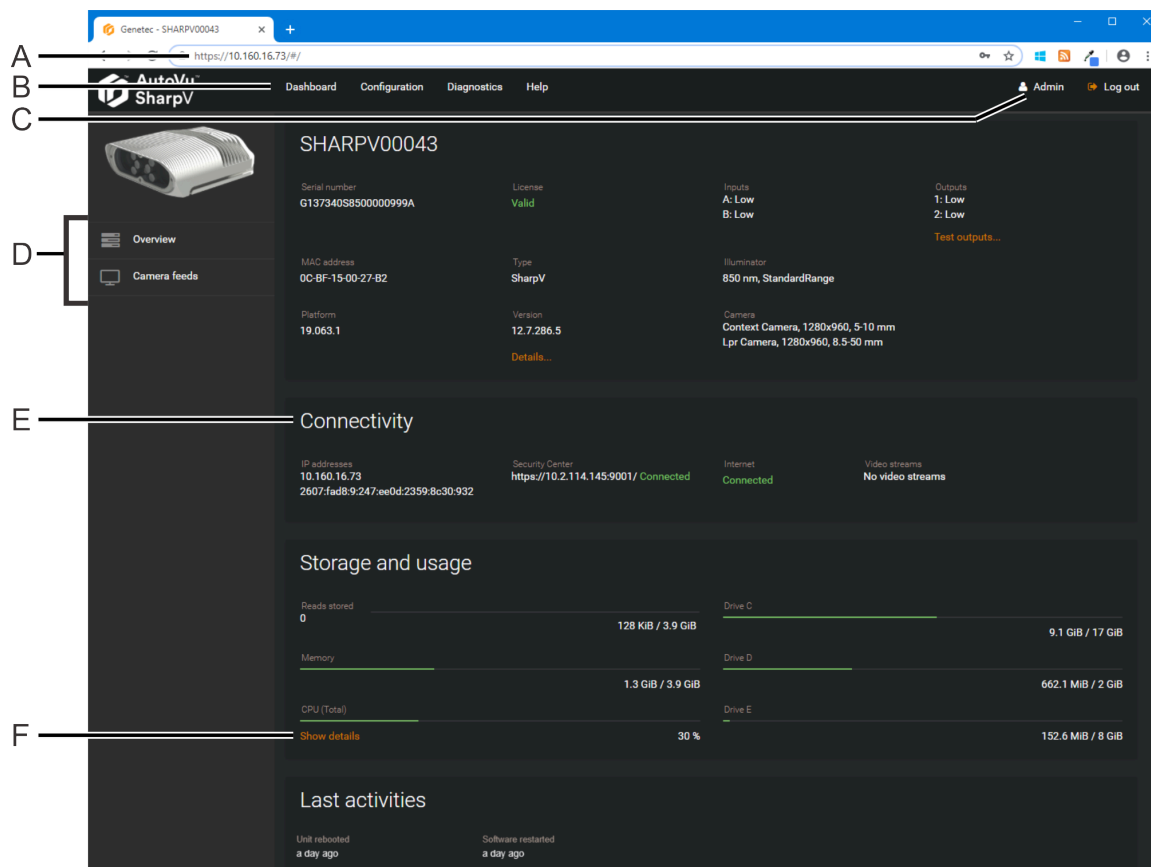 Genetec - SHARPV00043
A
https://10.160.16.73/#/
B
AutoVu™
SharpV
Dashboard Configuration Diagnostics Help
Admin Log out
C
SHARPV00043
Serial number License Inputs Outputs
G137340S8500000999A Valid A: Low 1: Low
B: Low 2: Low
Test outputs...
D
Overview
Camera feeds
MAC address Type Illuminator
0C-BF-15-00-27-B2 SharpV 850 nm, StandardRange
Platform Version Camera
19.063.1 12.7.286.5 Context Camera, 1280x960, 5-10 mm
Lpr Camera, 1280x960, 8.5-50 mm
Details...
E
Connectivity
IP addresses Security Center Internet Video streams
10.160.16.73 https://10.2.114.145:9001/ Connected Connected No video streams
2607:fad8:9:247:ee0d:2359:8c30:932
Storage and usage
Reads stored Drive C
0
128 KiB / 3.9 GiB 9.1 GiB / 17 GiB
Memory Drive D
1.3 GiB / 3.9 GiB 662.1 MiB / 2 GiB
CPU (Total) Drive E
F
Show details 30 % 152.6 MiB / 8 GiB
Last activities
Unit rebooted Software restarted
a day ago a day ago